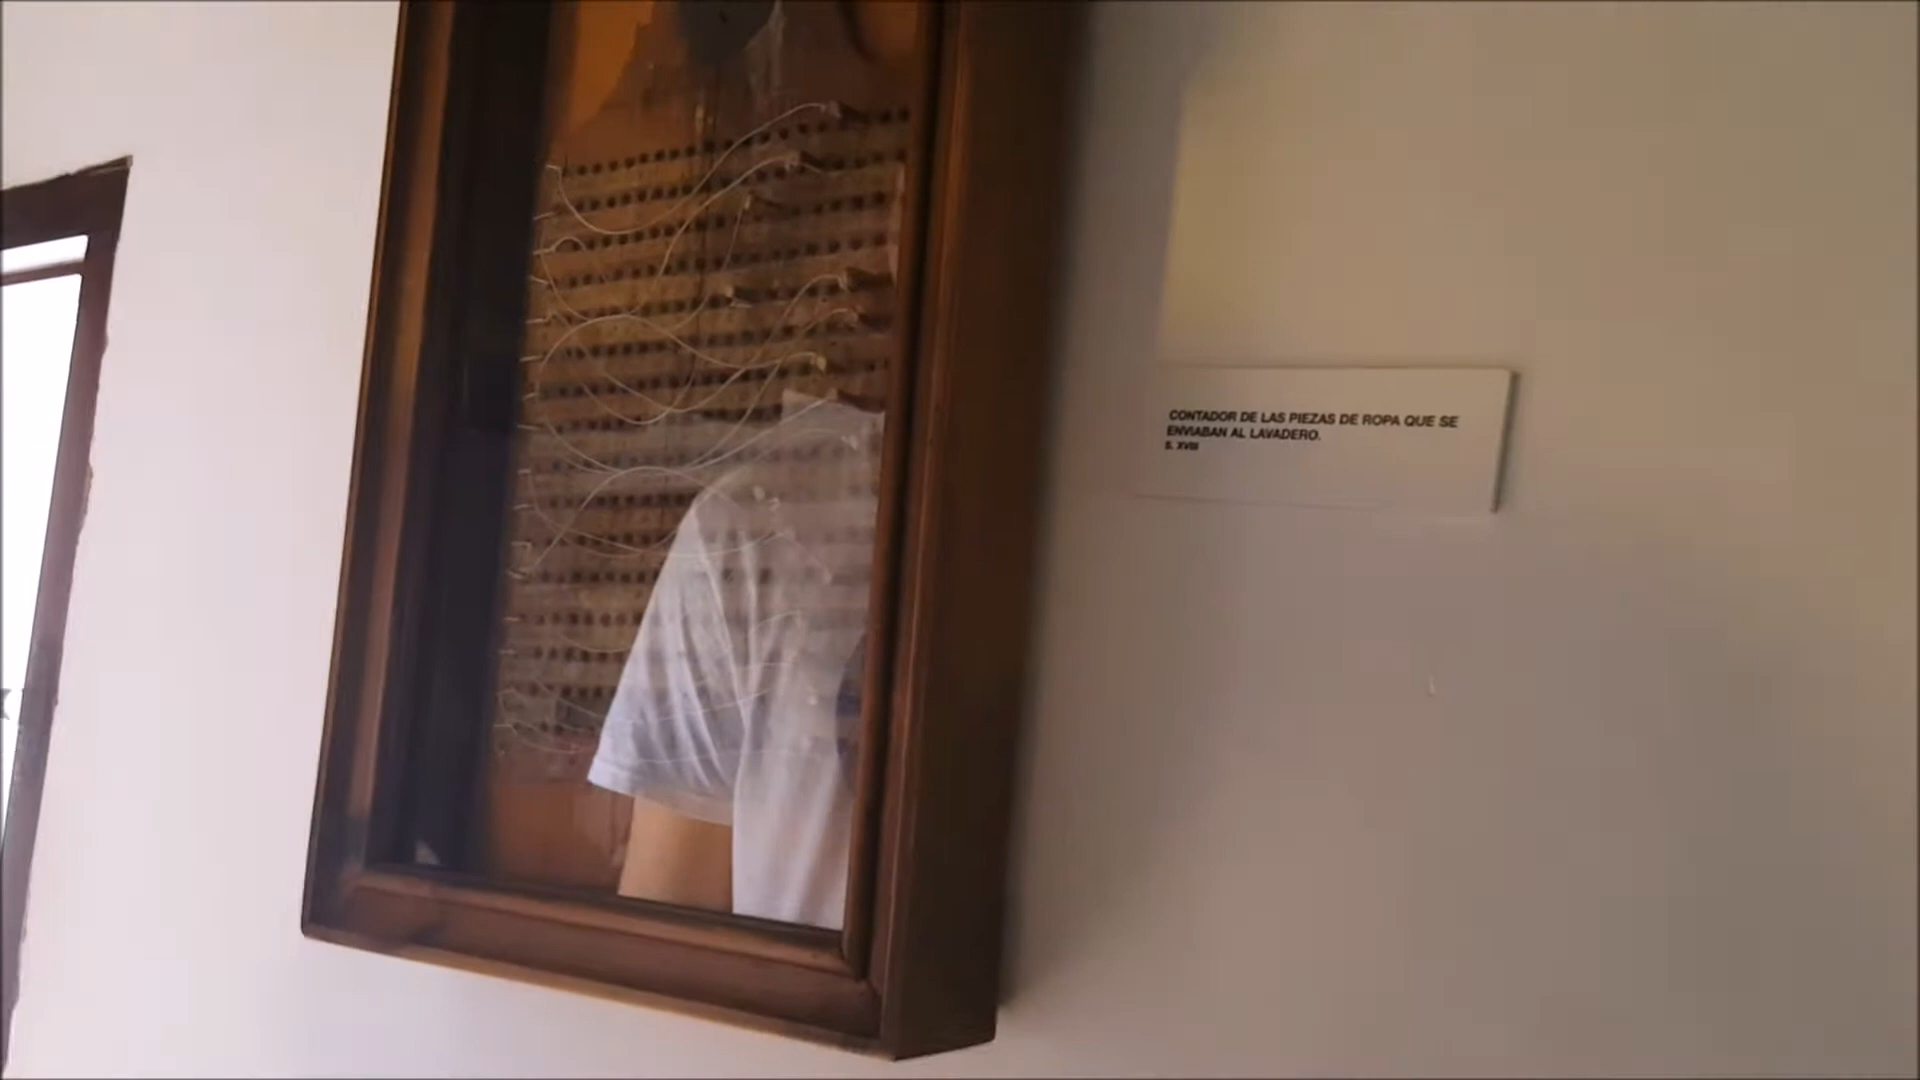 CONTADOR DE LAS PIEZAS DE ROPA QUE SE
ENVIABAN AL LAVADERO.
S. XVIII